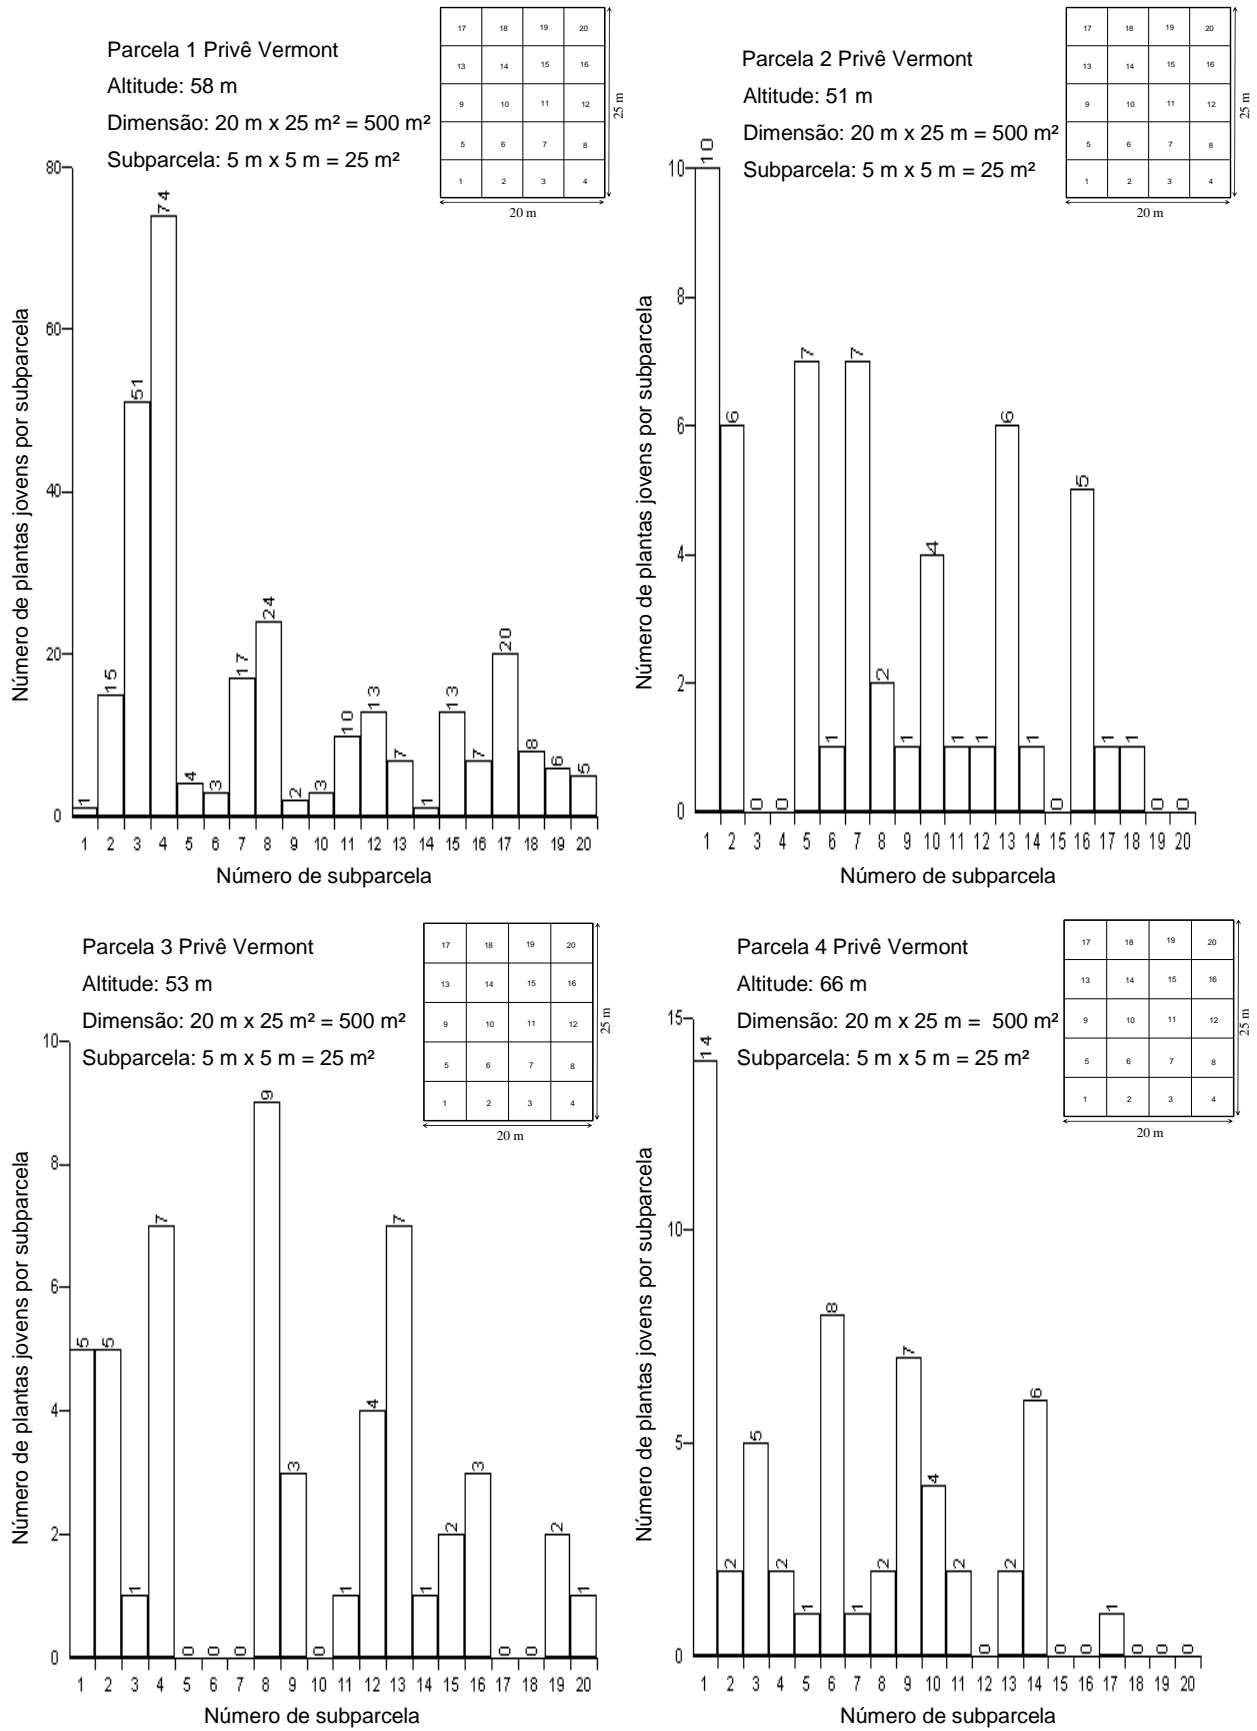 Parcela 1 Privê Vermont
Altitude: 58 m
Dimensão: 20 m x 25 m² = 500 m²
Subparcela: 5 m x 5 m = 25 m²
17 18 19 20
13 14 15 16
9 10 11 12
5 6 7 8
1 2 3 4
25 m
20 m
Número de plantas jovens por subparcela
80
60
40
20
0
1 15 51 74 4 3 17 24 2 3 10 13 7 1 13 7 20 8 6 5
1 2 3 4 5 6 7 8 9 10 11 12 13 14 15 16 17 18 19 20
Número de subparcela
Parcela 2 Privê Vermont
Altitude: 51 m
Dimensão: 20 m x 25 m = 500 m²
Subparcela: 5 m x 5 m = 25 m²
17 18 19 20
13 14 15 16
9 10 11 12
5 6 7 8
1 2 3 4
25 m
20 m
Número de plantas jovens por subparcela
10
8
6
4
2
0
10 6 0 0 7 1 7 2 1 4 1 1 6 1 0 5 1 1 0 0
1 2 3 4 5 6 7 8 9 10 11 12 13 14 15 16 17 18 19 20
Número de subparcela
Parcela 3 Privê Vermont
Altitude: 53 m
Dimensão: 20 m x 25 m² = 500 m²
Subparcela: 5 m x 5 m = 25 m²
17 18 19 20
13 14 15 16
9 10 11 12
5 6 7 8
1 2 3 4
25 m
20 m
Número de plantas jovens por subparcela
10
8
6
4
2
0
5 5 1 7 0 0 0 9 3 0 1 4 7 1 2 3 0 0 2 1
1 2 3 4 5 6 7 8 9 10 11 12 13 14 15 16 17 18 19 20
Número de subparcela
Parcela 4 Privê Vermont
Altitude: 66 m
Dimensão: 20 m x 25 m = 500 m²
Subparcela: 5 m x 5 m = 25 m²
17 18 19 20
13 14 15 16
9 10 11 12
5 6 7 8
1 2 3 4
25 m
20 m
Número de plantas jovens por subparcela
15
10
5
0
14 2 5 2 1 8 1 2 7 4 2 0 2 6 0 0 1 0 0 0
1 2 3 4 5 6 7 8 9 10 11 12 13 14 15 16 17 18 19 20
Número de subparcela